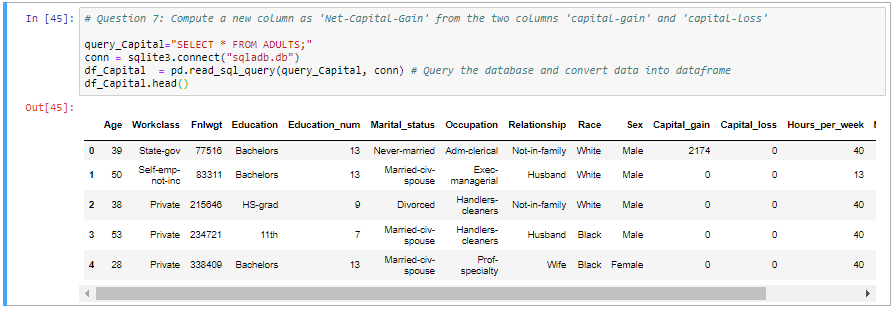 In [45]: # Question 7: Compute a new column as 'Net-Capital-Gain' from the two columns 'capital-gain' and 'capital-loss'
query_Capital="SELECT * FROM ADULTS;"
conn = sqlite3.connect("sqladb.db")
df_Capital  = pd.read_sql_query(query_Capital, conn) # Query the database and convert data into dataframe
df_Capital.head()
Out[45]:
Age Workclass Fnlwgt Education Education_num Marital_status Occupation Relationship Race Sex Capital_gain Capital_loss Hours_per_week
0 39 State-gov 77516 Bachelors 13 Never-married Adm-clerical Not-in-family White Male 2174 0 40
1 50 Self-emp-not-inc 83311 Bachelors 13 Married-civ-spouse Exec-managerial Husband White Male 0 0 13
2 38 Private 215646 HS-grad 9 Divorced Handlers-cleaners Not-in-family White Male 0 0 40
3 53 Private 234721 11th 7 Married-civ-spouse Handlers-cleaners Husband Black Male 0 0 40
4 28 Private 338409 Bachelors 13 Married-civ-spouse Prof-specialty Wife Black Female 0 0 40